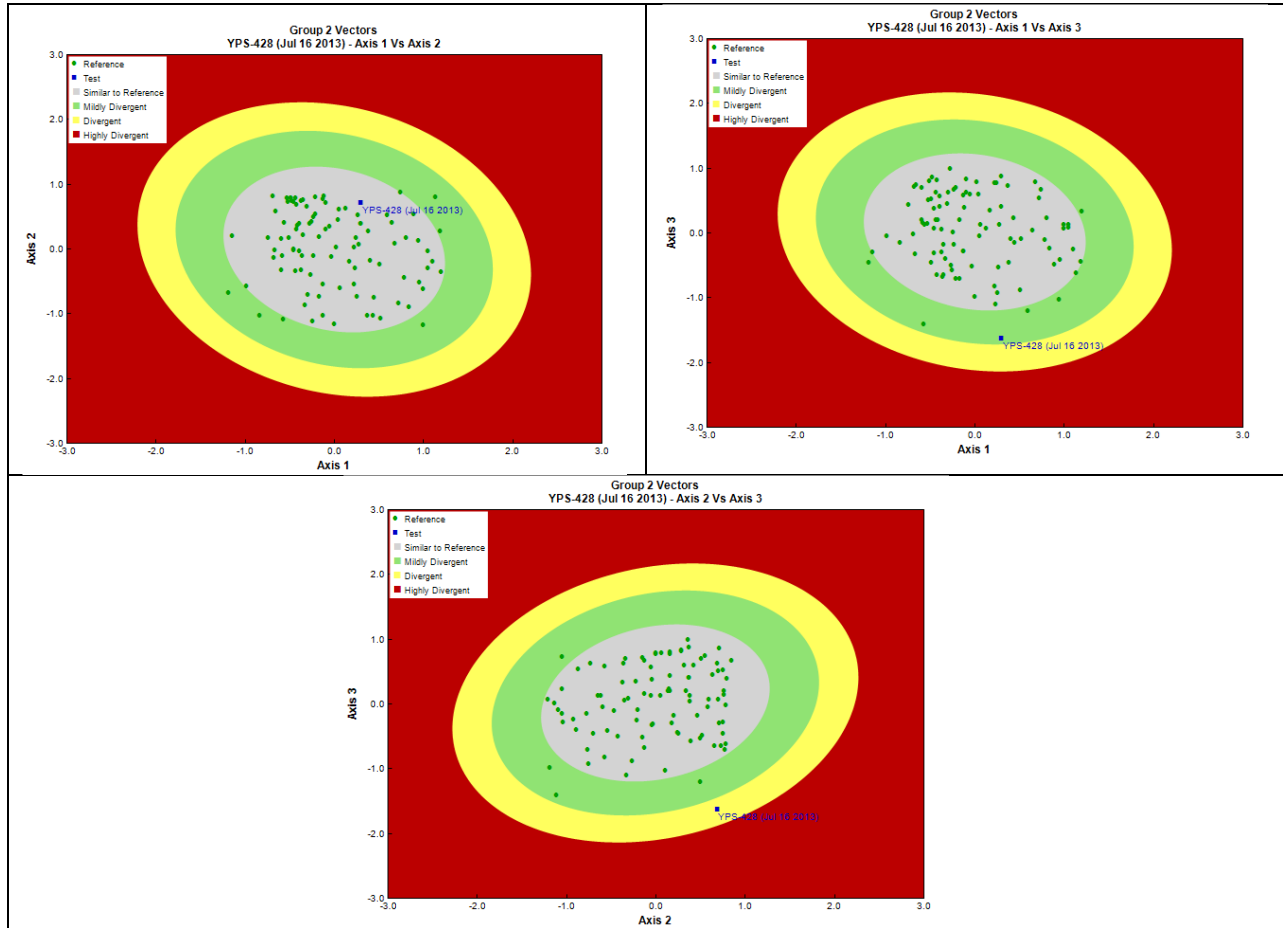 Group 2 Vectors
YPS-428 (Jul 16 2013) - Axis 1 Vs Axis 2
3.0
2.0
1.0
0.0
-1.0
-2.0
-3.0
Axis 2
Reference
Test
Similar to Reference
Mildly Divergent
Divergent
Highly Divergent
YPS-428 (Jul 16 2013)
-3.0 -2.0 -1.0 0.0 1.0 2.0 3.0
Axis 1
Group 2 Vectors
YPS-428 (Jul 16 2013) - Axis 1 Vs Axis 3
3.0
2.0
1.0
0.0
-1.0
-2.0
-3.0
Axis 3
Reference
Test
Similar to Reference
Mildly Divergent
Divergent
Highly Divergent
YPS-428 (Jul 16 2013)
-3.0 -2.0 -1.0 0.0 1.0 2.0 3.0
Axis 1
Group 2 Vectors
YPS-428 (Jul 16 2013) - Axis 2 Vs Axis 3
3.0
2.0
1.0
0.0
-1.0
-2.0
-3.0
Axis 3
Reference
Test
Similar to Reference
Mildly Divergent
Divergent
Highly Divergent
YPS-428 (Jul 16 2013)
-3.0 -2.0 -1.0 0.0 1.0 2.0 3.0
Axis 2